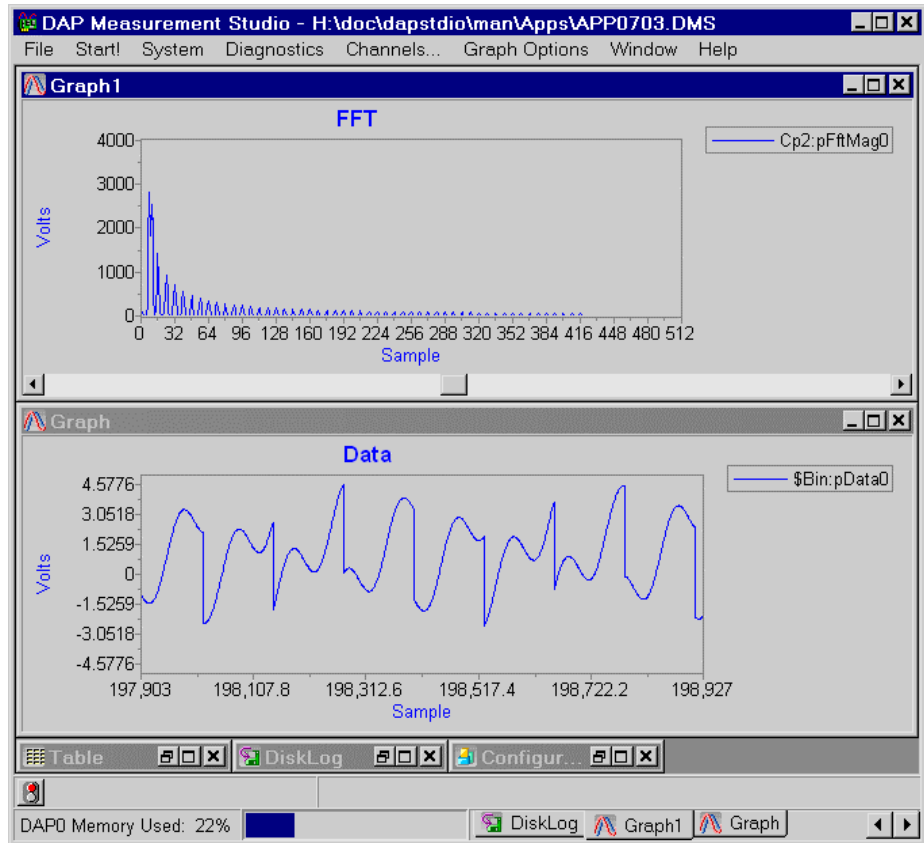 DAP Measurement Studio - H:\doc\dapstdio\man\Apps\APP0703.DMS
File Start! System Diagnostics Channels... Graph Options Window Help
Graph1
FFT
Cp2:pFftMag0
4000
3000
2000
1000
0
Volts
0 32 64 96 128 160 192 224 256 288 320 352 384 416 448 480 512
Sample
Graph
Data
$Bin:pData0
4.5776
3.0518
1.5259
0
-1.5259
-3.0518
-4.5776
Volts
197,903 198,107.8 198,312.6 198,517.4 198,722.2 198,927
Sample
Table DiskLog Configur...
DAP0 Memory Used: 22% DiskLog Graph1 Graph